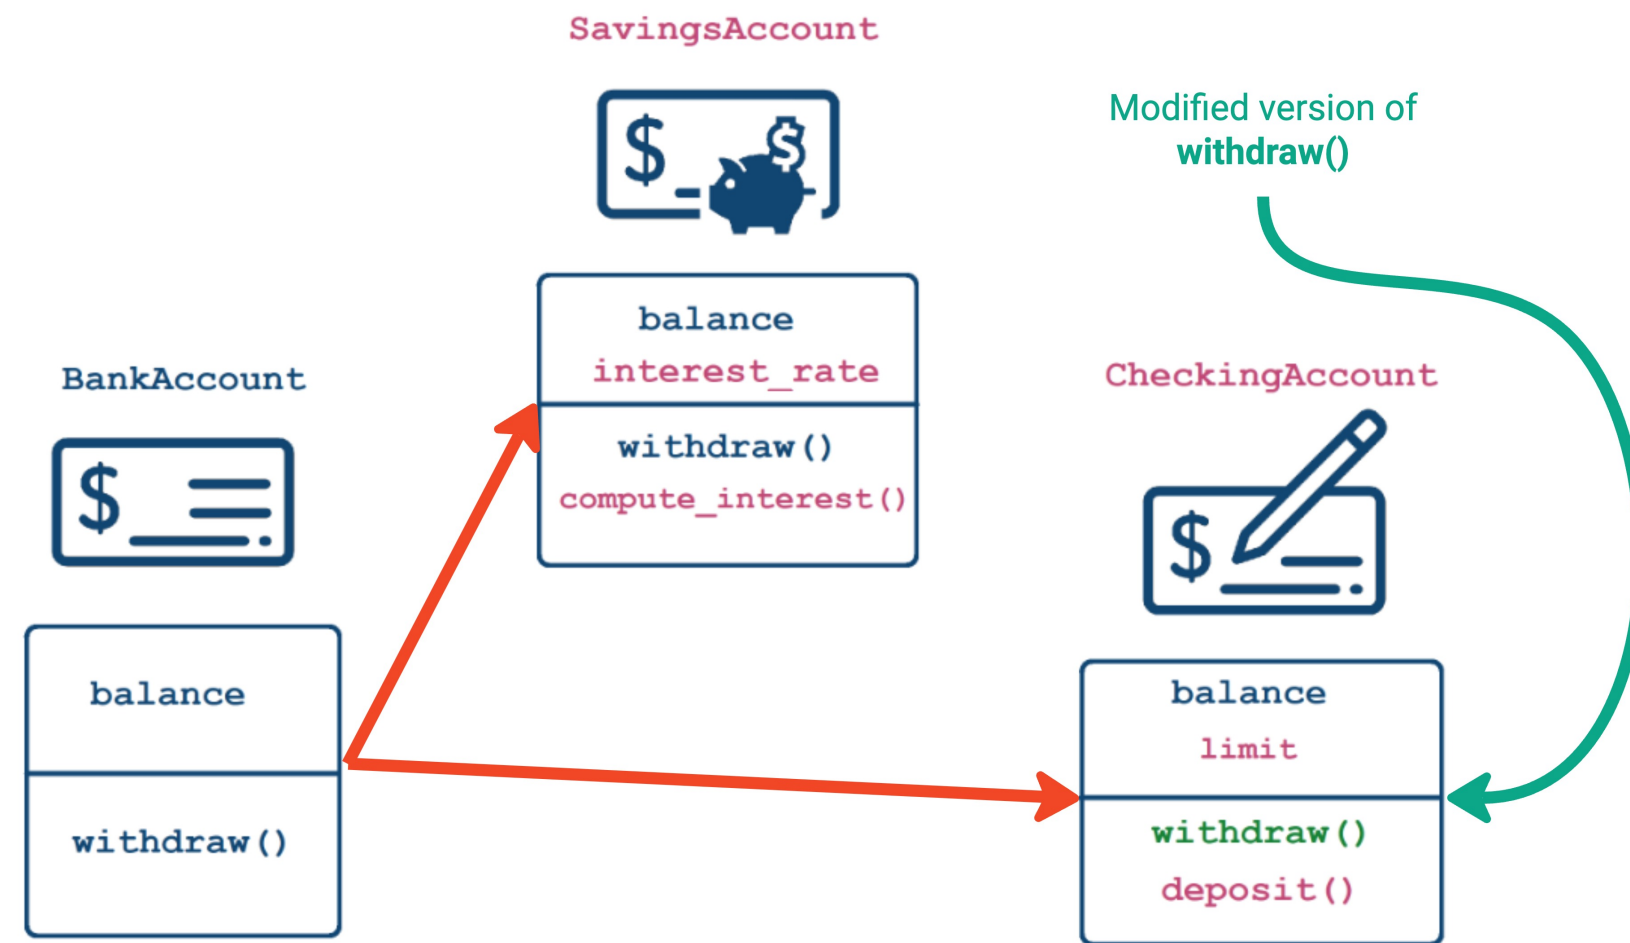 SavingsAccount
$
$
balance
interest_rate
withdraw()
compute_interest()
Modified version of
withdraw()
BankAccount
$
balance
withdraw()
CheckingAccount
$
balance
limit
withdraw()
deposit()